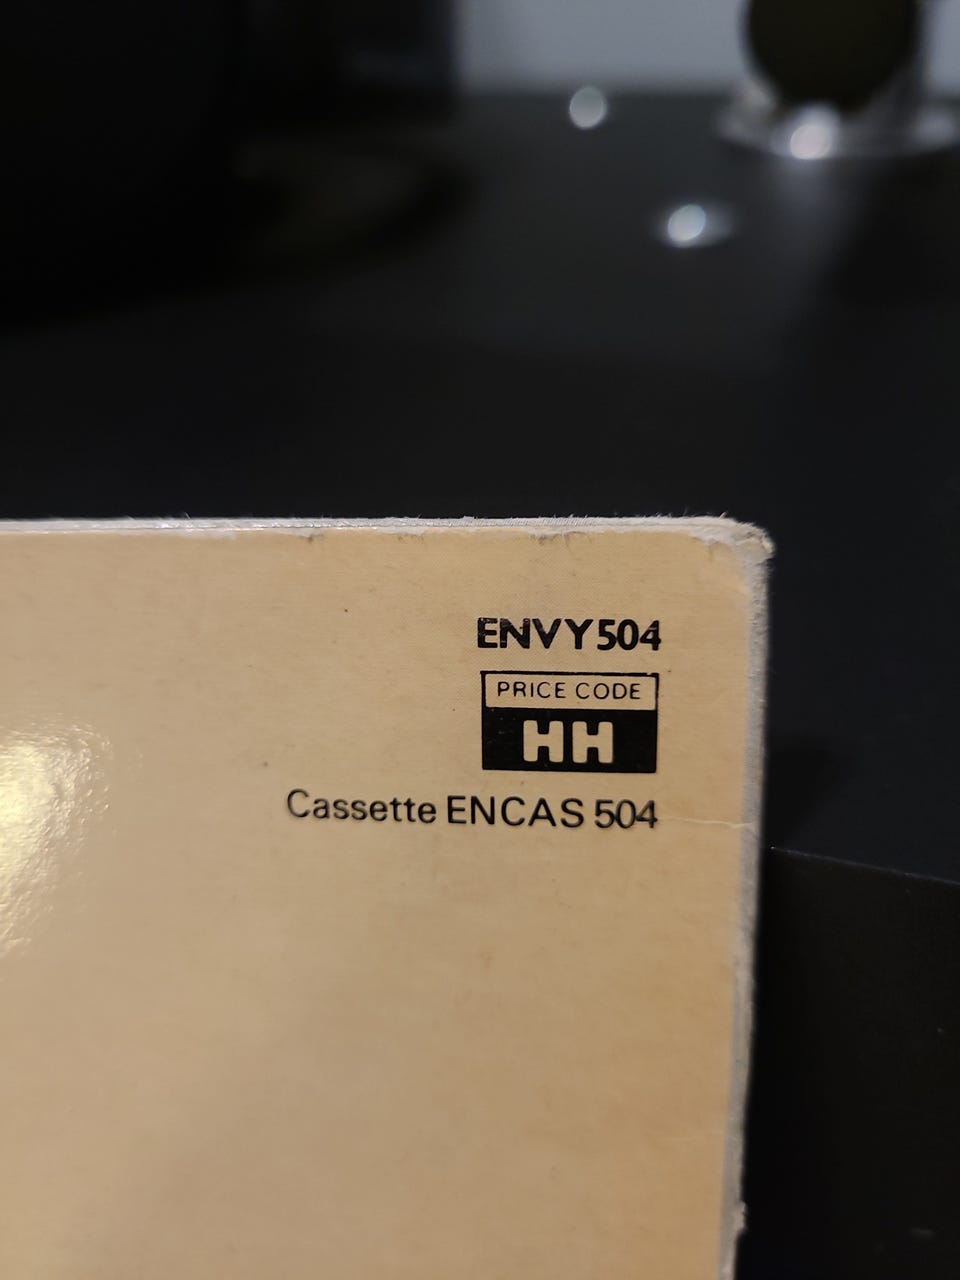 ENVY504
PRICE CODE
HH
Cassette ENCAS 504